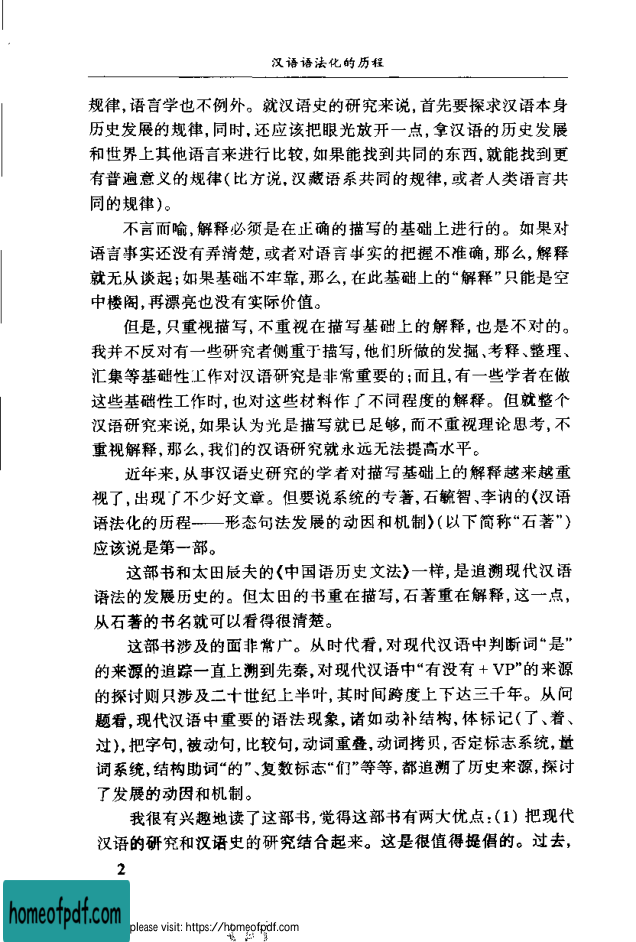 汉语语法化的历程
规律,语言学也不例外。就汉语史的研究来说,首先要探求汉语本身
历史发展的规律,同时,还应该把眼光放开一点,拿汉语的历史发展
和世界上其他语言来进行比较,如果能找到共同的东西,就能找到更
有普遍意义的规律(比方说,汉藏语系共同的规律,或者人类语言共
同的规律)。
不言而喻,解释必须是在正确的描写的基础上进行的。如果对
语言事实还没有弄清楚,或者对语言事实的把握不准确,那么,解释
就无从谈起;如果基础不牢靠,那么,在此基础上的“解释”只能是空
中楼阁,再漂亮也没有实际价值。
但是,只重视描写,不重视在描写基础上的解释,也是不对的。
我并不反对有一些研究者侧重于描写,他们所做的发掘、考释、整理、
汇集等基础性工作对汉语研究是非常重要的;而且,有一些学者在做
这些基础性工作时,也对这些材料作了不同程度的解释。但就整个
汉语研究来说,如果认为光是描写就已足够,而不重视理论思考,不
重视解释,那么,我们的汉语研究就永远无法提高水平。
近年来,从事汉语史研究的学者对描写基础上的解释越来越重
视了,出现了不少好文章。但要说系统的专著,石毓智、李讷的《汉语
语法化的历程——形态句法发展的动因和机制》(以下简称“石著”)
应该说是第一部。
这部书和太田辰夫的《中国语历史文法》一样,是追溯现代汉语
语法的发展历史的。但太田的书重在描写,石著重在解释,这一点,
从石著的书名就可以看得很清楚。
这部书涉及的面非常广。从时代看,对现代汉语中判断词“是”
的来源的追踪一直上溯到先秦,对现代汉语中“有没有+VP”的来源
的探讨则只涉及二十世纪上半叶,其时间跨度上下达三千年。从问
题看,现代汉语中重要的语法现象,诸如动补结构,体标记(了、着、
过),把字句,被动句,比较句,动词重叠,动词拷贝,否定标志系统,量
词系统,结构助词“的”、复数标志“们”等等,都追溯了历史来源,探讨
了发展的动因和机制。
我很有兴趣地读了这部书,觉得这部书有两大优点:(1) 把现代
汉语的研究和汉语史的研究结合起来。这是很值得提倡的。过去,
2
homeofpdf.com
please visit: https://homeofpdf.com